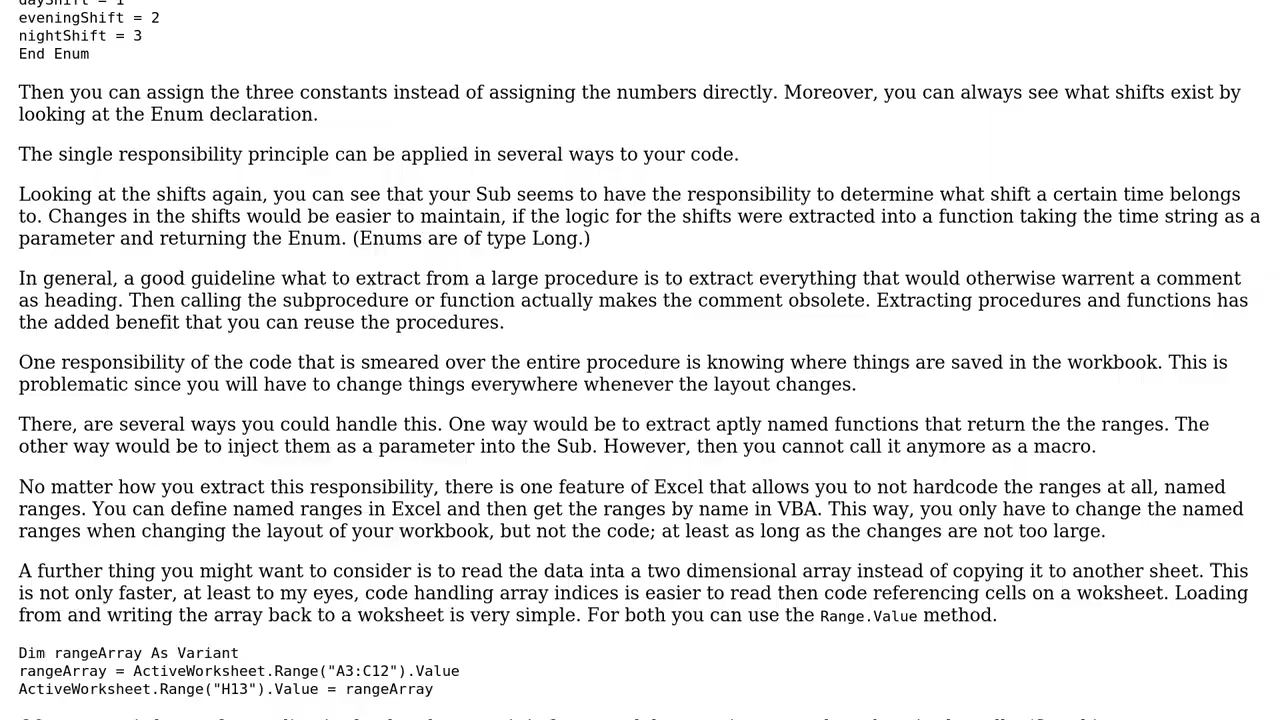 dayShift = 1
eveningShift = 2
nightShift = 3
End Enum
Then you can assign the three constants instead of assigning the numbers directly. Moreover, you can always see what shifts exist by
looking at the Enum declaration.
The single responsibility principle can be applied in several ways to your code.
Looking at the shifts again, you can see that your Sub seems to have the responsibility to determine what shift a certain time belongs
to. Changes in the shifts would be easier to maintain, if the logic for the shifts were extracted into a function taking the time string as a
parameter and returning the Enum. (Enums are of type Long.)
In general, a good guideline what to extract from a large procedure is to extract everything that would otherwise warrent a comment
as heading. Then calling the subprocedure or function actually makes the comment obsolete. Extracting procedures and functions has
the added benefit that you can reuse the procedures.
One responsibility of the code that is smeared over the entire procedure is knowing where things are saved in the workbook. This is
problematic since you will have to change things everywhere whenever the layout changes.
There, are several ways you could handle this. One way would be to extract aptly named functions that return the the ranges. The
other way would be to inject them as a parameter into the Sub. However, then you cannot call it anymore as a macro.
No matter how you extract this responsibility, there is one feature of Excel that allows you to not hardcode the ranges at all, named
ranges. You can define named ranges in Excel and then get the ranges by name in VBA. This way, you only have to change the named
ranges when changing the layout of your workbook, but not the code; at least as long as the changes are not too large.
A further thing you might want to consider is to read the data inta a two dimensional array instead of copying it to another sheet. This
is not only faster, at least to my eyes, code handling array indices is easier to read then code referencing cells on a woksheet. Loading
from and writing the array back to a woksheet is very simple. For both you can use the Range.Value method.
Dim rangeArray As Variant
rangeArray = ActiveWorksheet.Range("A3:C12").Value
ActiveWorksheet.Range("H13").Value = rangeArray